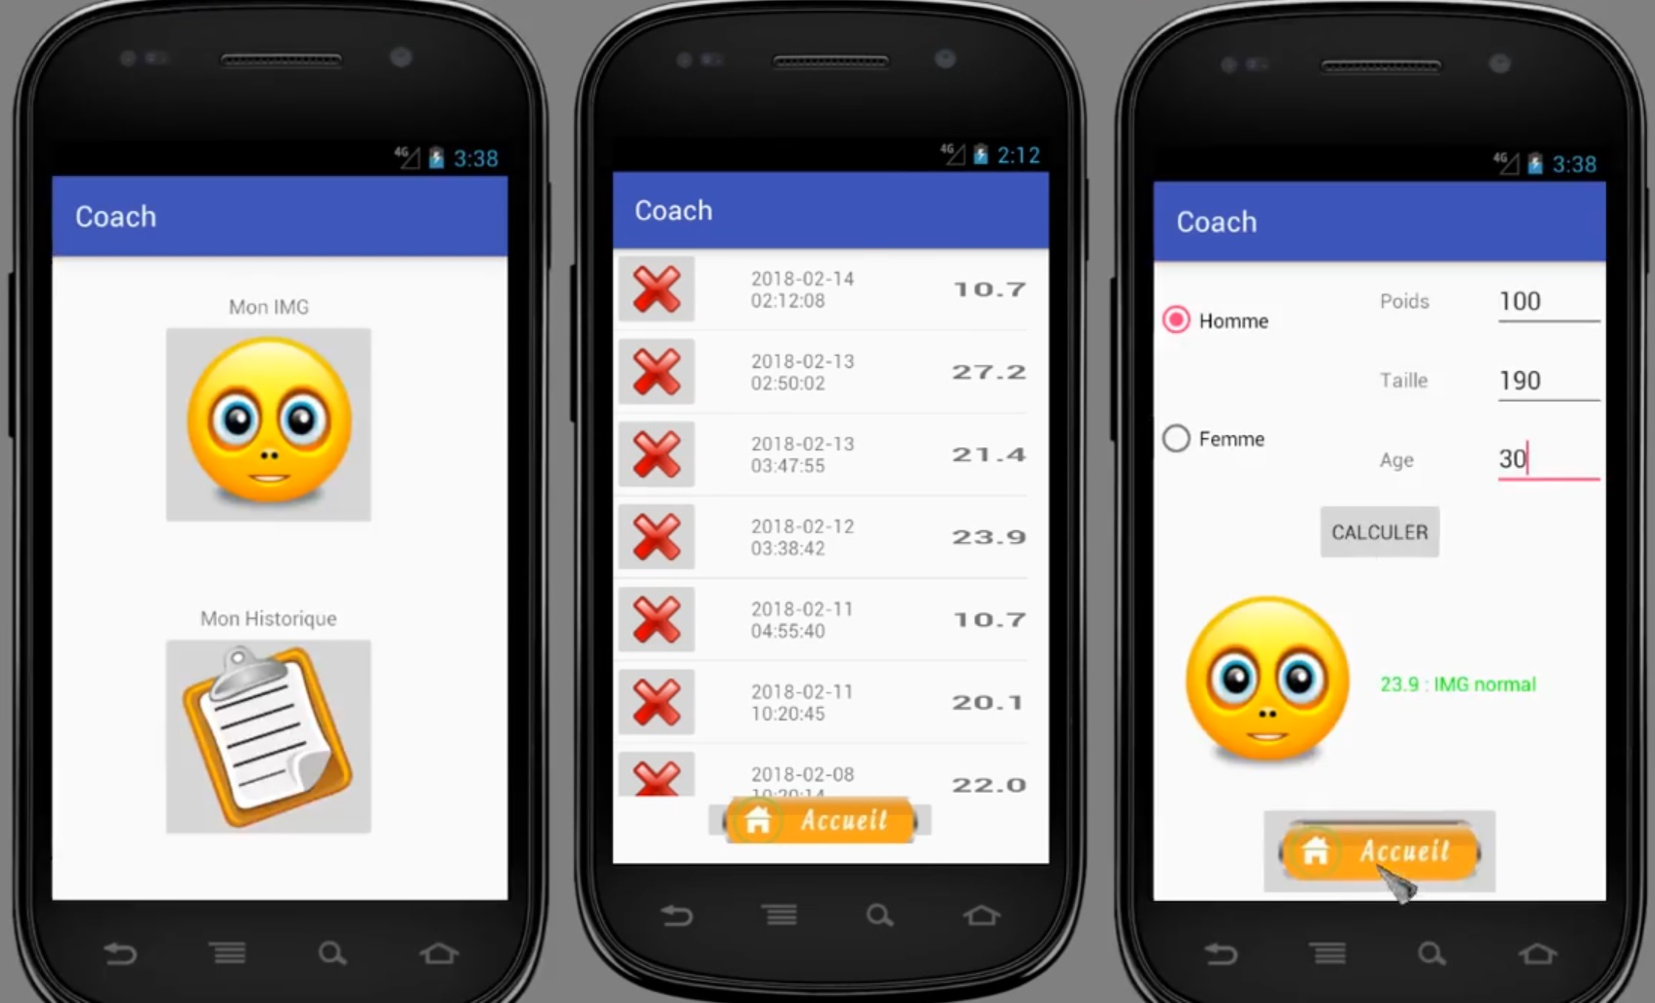 4G 3:38
Coach
Mon IMG
Mon Historique
4G 2:12
Coach
2018-02-14
02:12:08
10.7
2018-02-13
02:50:02
27.2
2018-02-13
03:47:55
21.4
2018-02-12
03:38:42
23.9
2018-02-11
04:55:40
10.7
2018-02-11
10:20:45
20.1
2018-02-08
10:20:14
22.0
Accueil
4G 3:38
Coach
Homme
Poids 100
Taille 190
Femme
Age 30
CALCULER
23.9 : IMG normal
Accueil